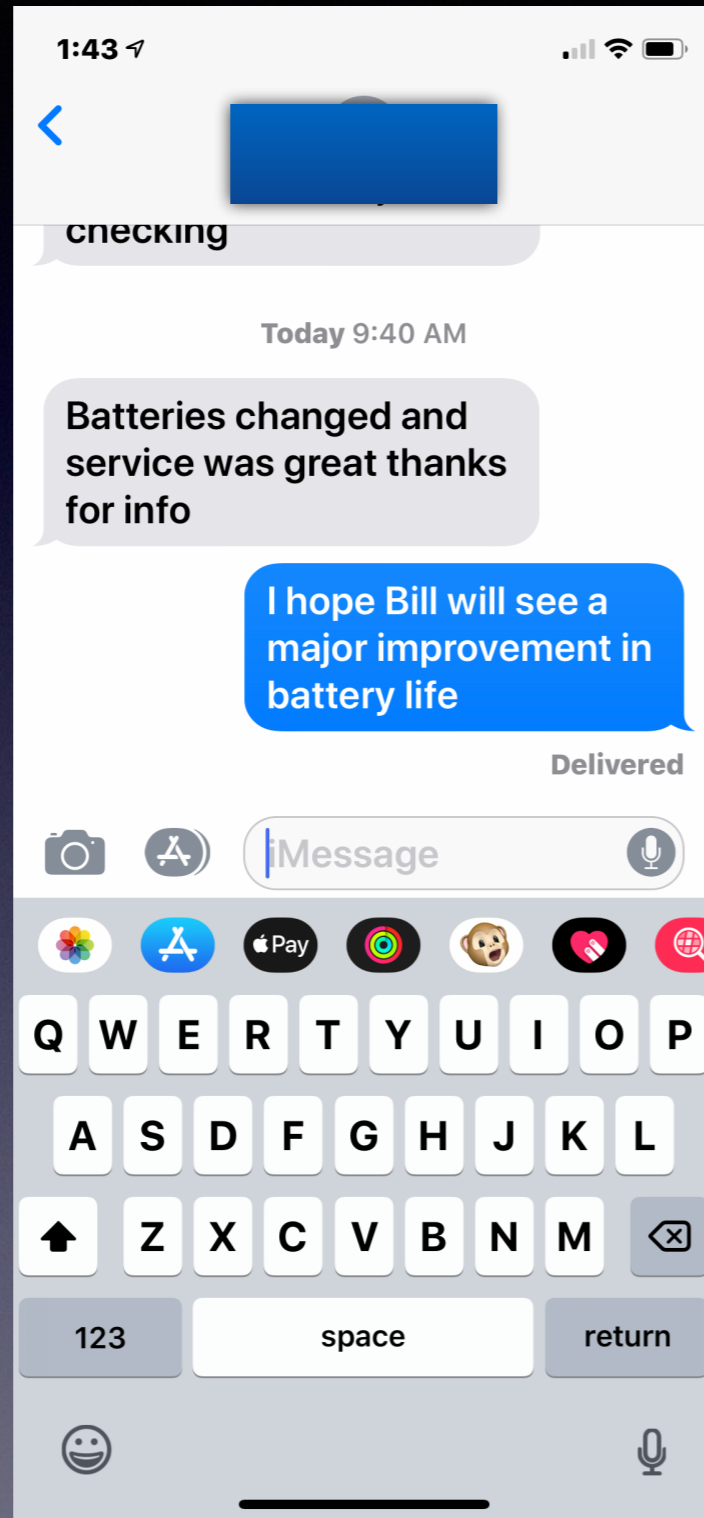 1:43
checking
Today 9:40 AM
Batteries changed and
service was great thanks
for info
I hope Bill will see a
major improvement in
battery life
Delivered
iMessage
Pay
Q W E R T Y U I O P
A S D F G H J K L
Z X C V B N M
123 space return